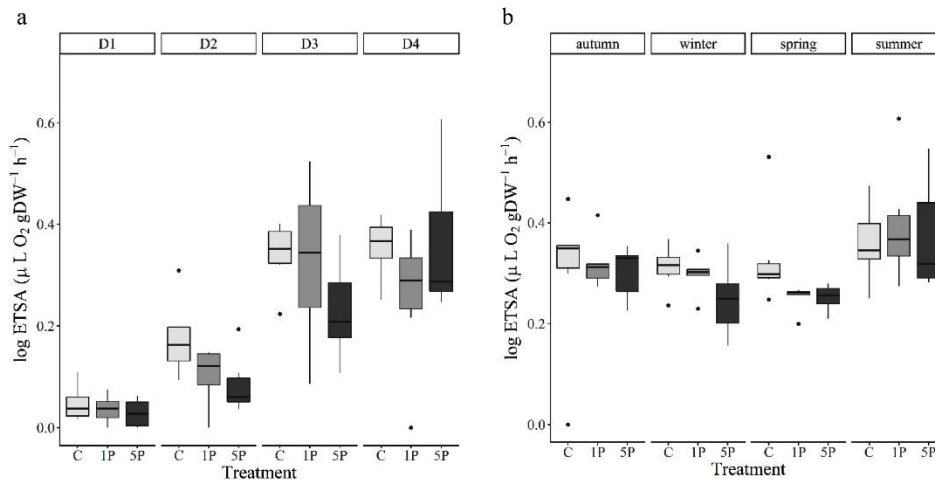 a
D1 D2 D3 D4
0.6
0.4
0.2
0.0
log ETSA (μ L O₂ gDW⁻¹ h⁻¹)
C 1P 5P C 1P 5P C 1P 5P C 1P 5P
Treatment
b
autumn winter spring summer
0.6
0.4
0.2
0.0
log ETSA (μ L O₂ gDW⁻¹ h⁻¹)
C 1P 5P C 1P 5P C 1P 5P C 1P 5P
Treatment